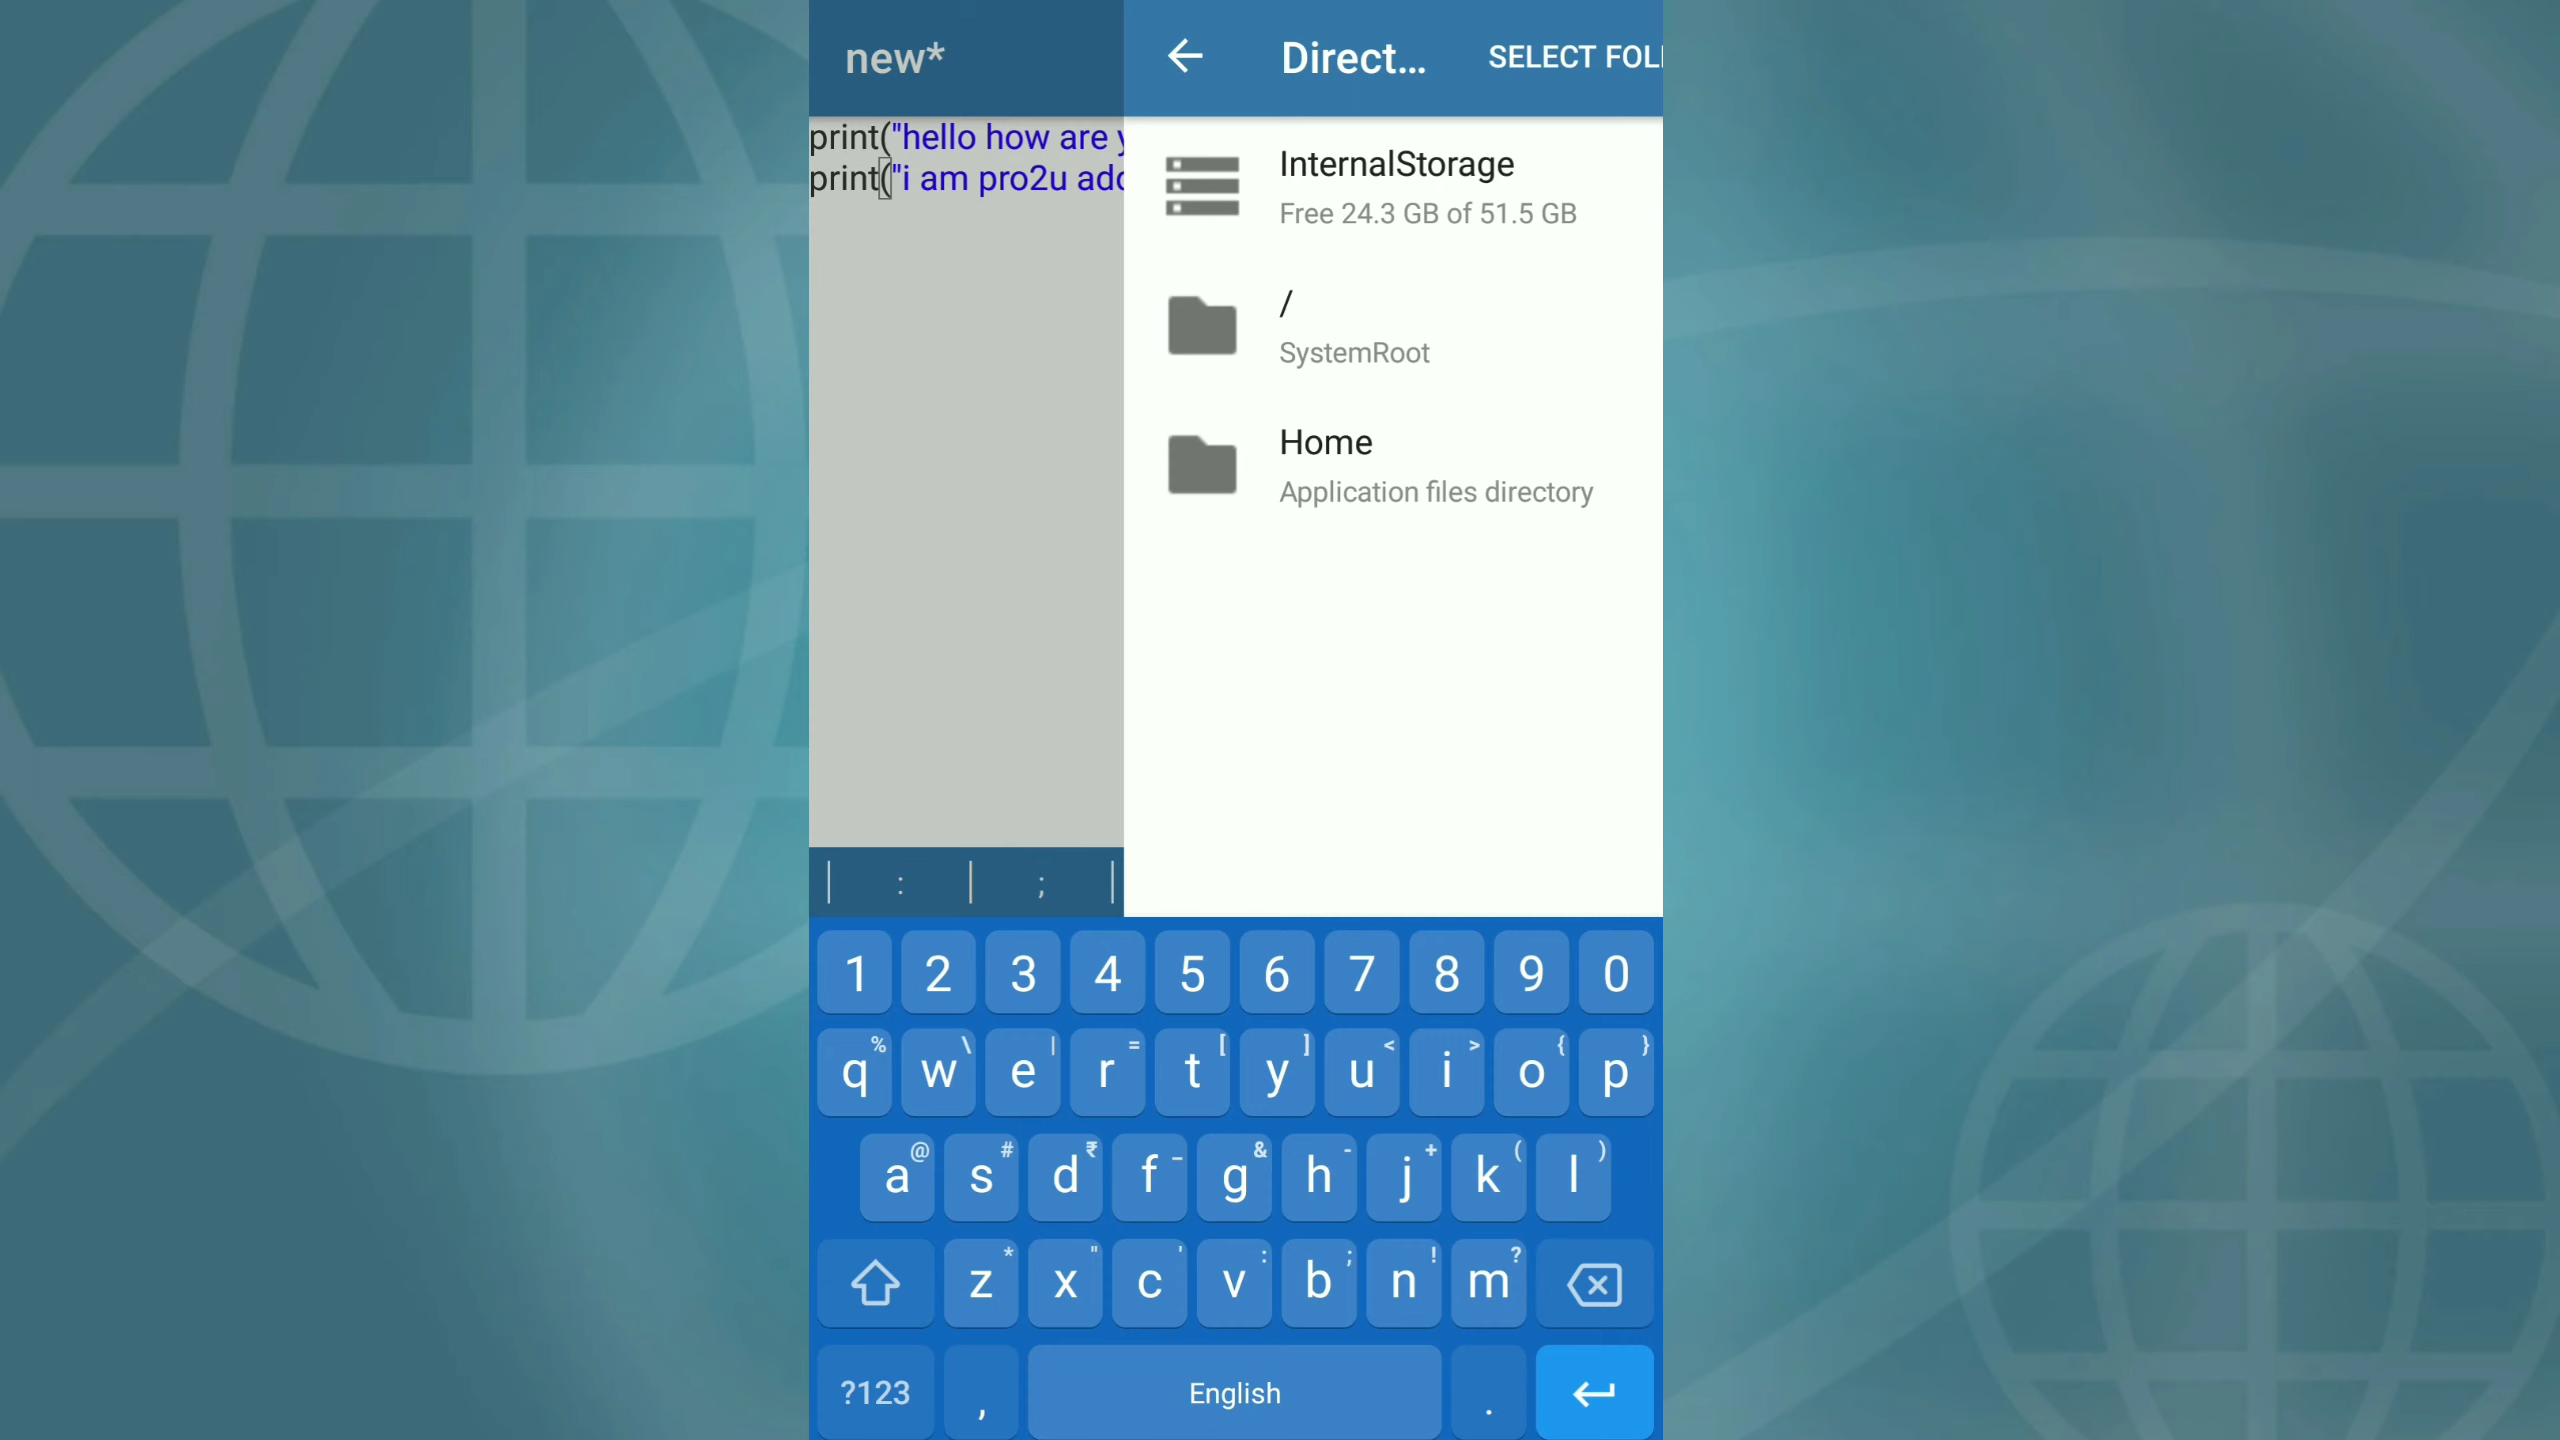 new*
print("hello how are y
print("i am pro2u add
Direct... SELECT FOL
InternalStorage
Free 24.3 GB of 51.5 GB
/
SystemRoot
Home
Application files directory
: ;
1 2 3 4 5 6 7 8 9 0
% \ | = [ ] < > { }
q w e r t y u i o p
@ # ₹ _ & - + ( )
a s d f g h j k l
* " ' : ; ! ?
z x c v b n m
?123 , English .